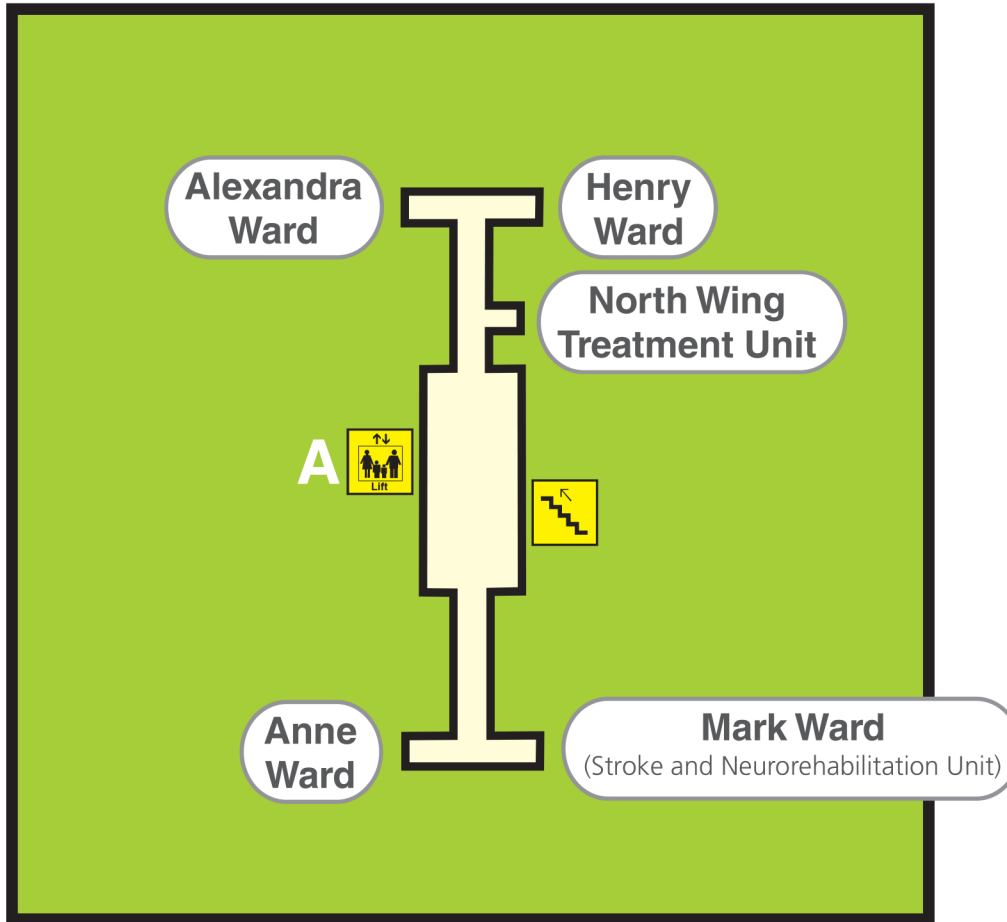 Alexandra
Ward
Henry
Ward
North Wing
Treatment Unit
A
Lift
Anne
Ward
Mark Ward
(Stroke and Neurorehabilitation Unit)